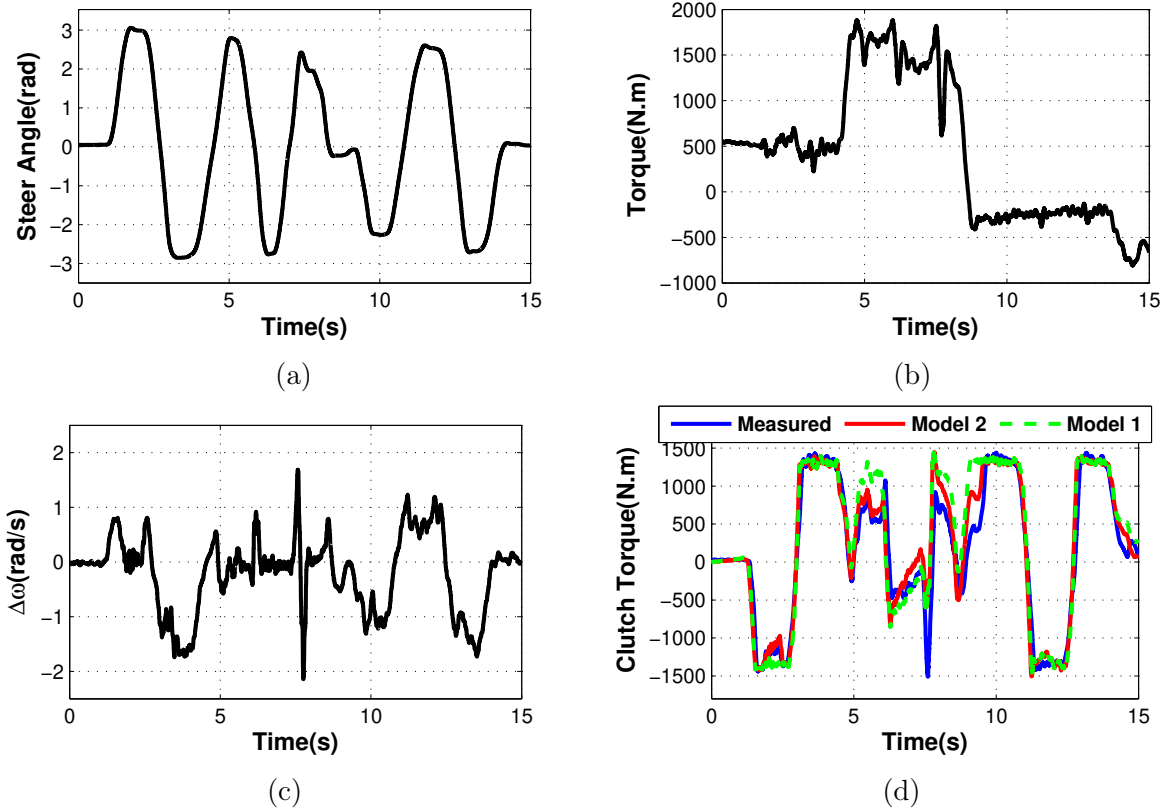 Steer Angle(rad)
3
2
1
0
−1
−2
−3
0 5 10 15
Time(s)
(a)
Torque(N.m)
2000
1500
1000
500
0
−500
−1000
0 5 10 15
Time(s)
(b)
Δω(rad/s)
2
1
0
−1
−2
0 5 10 15
Time(s)
(c)
Measured Model 2 Model 1
Clutch Torque(N.m)
1500
1000
500
0
−500
−1000
−1500
0 5 10 15
Time(s)
(d)